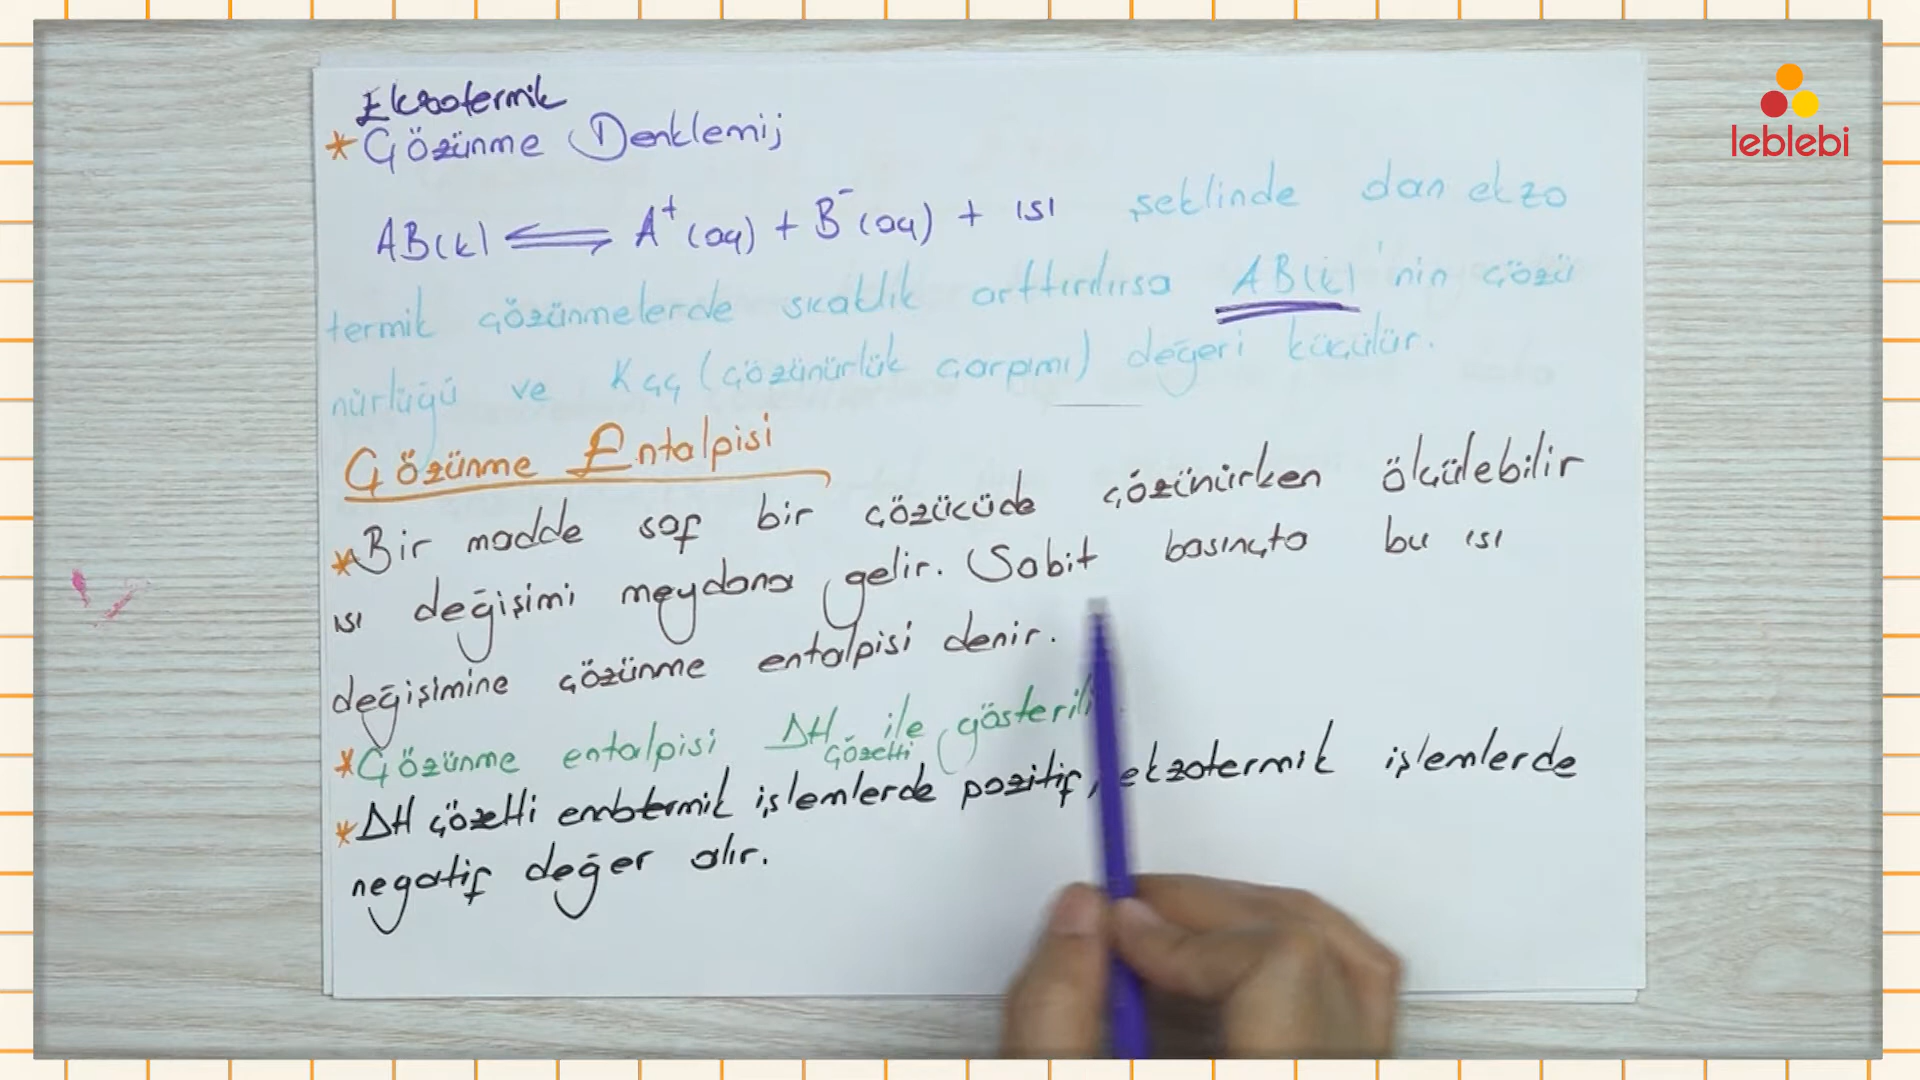 Ekzotermik
* Çözünme Denklemi;
AB(k) ⇌ A⁺(aq) + B⁻(aq) + ısı şeklinde dan ekzo
termik çözünmelerde sıcaklık arttırılırsa AB(k)'nin çözü
nürlüğü ve Kçç (çözünürlük çarpımı) değeri küçülür.
Çözünme Entalpisi
* Bir madde saf bir çözücüde çözünürken ölçülebilir
ısı değişimi meydana gelir. Sabit basınçta bu ısı
değişimine çözünme entalpisi denir.
* Çözünme entalpisi ΔH çözelti ile gösterili
* ΔH çözelti endotermik işlemlerde pozitif, ekzotermik işlemlerde
negatif değer alır.
leblebi